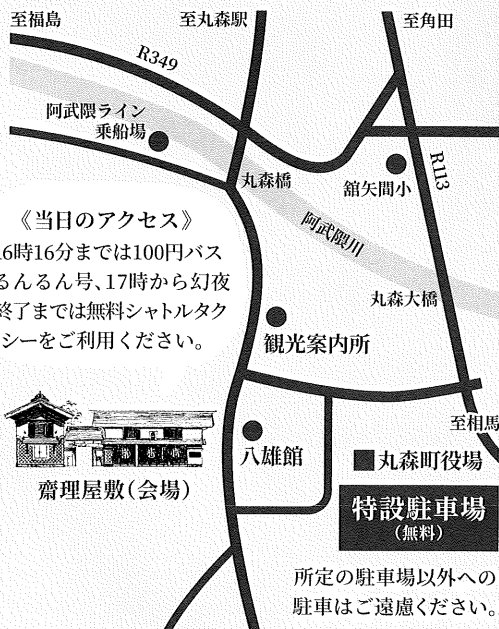 至福島
至丸森駅
至角田
R349
阿武隈ライン
乗船場
丸森橋
舘矢間小
R113
阿武隈川
《当日のアクセス》
16時16分までは100円バス
るんるん号、17時から幻夜
終了までは無料シャトルタク
シーをご利用ください。
丸森大橋
観光案内所
至相馬
八雄館
丸森町役場
齋理屋敷(会場)
特設駐車場
(無料)
所定の駐車場以外への
駐車はご遠慮ください。